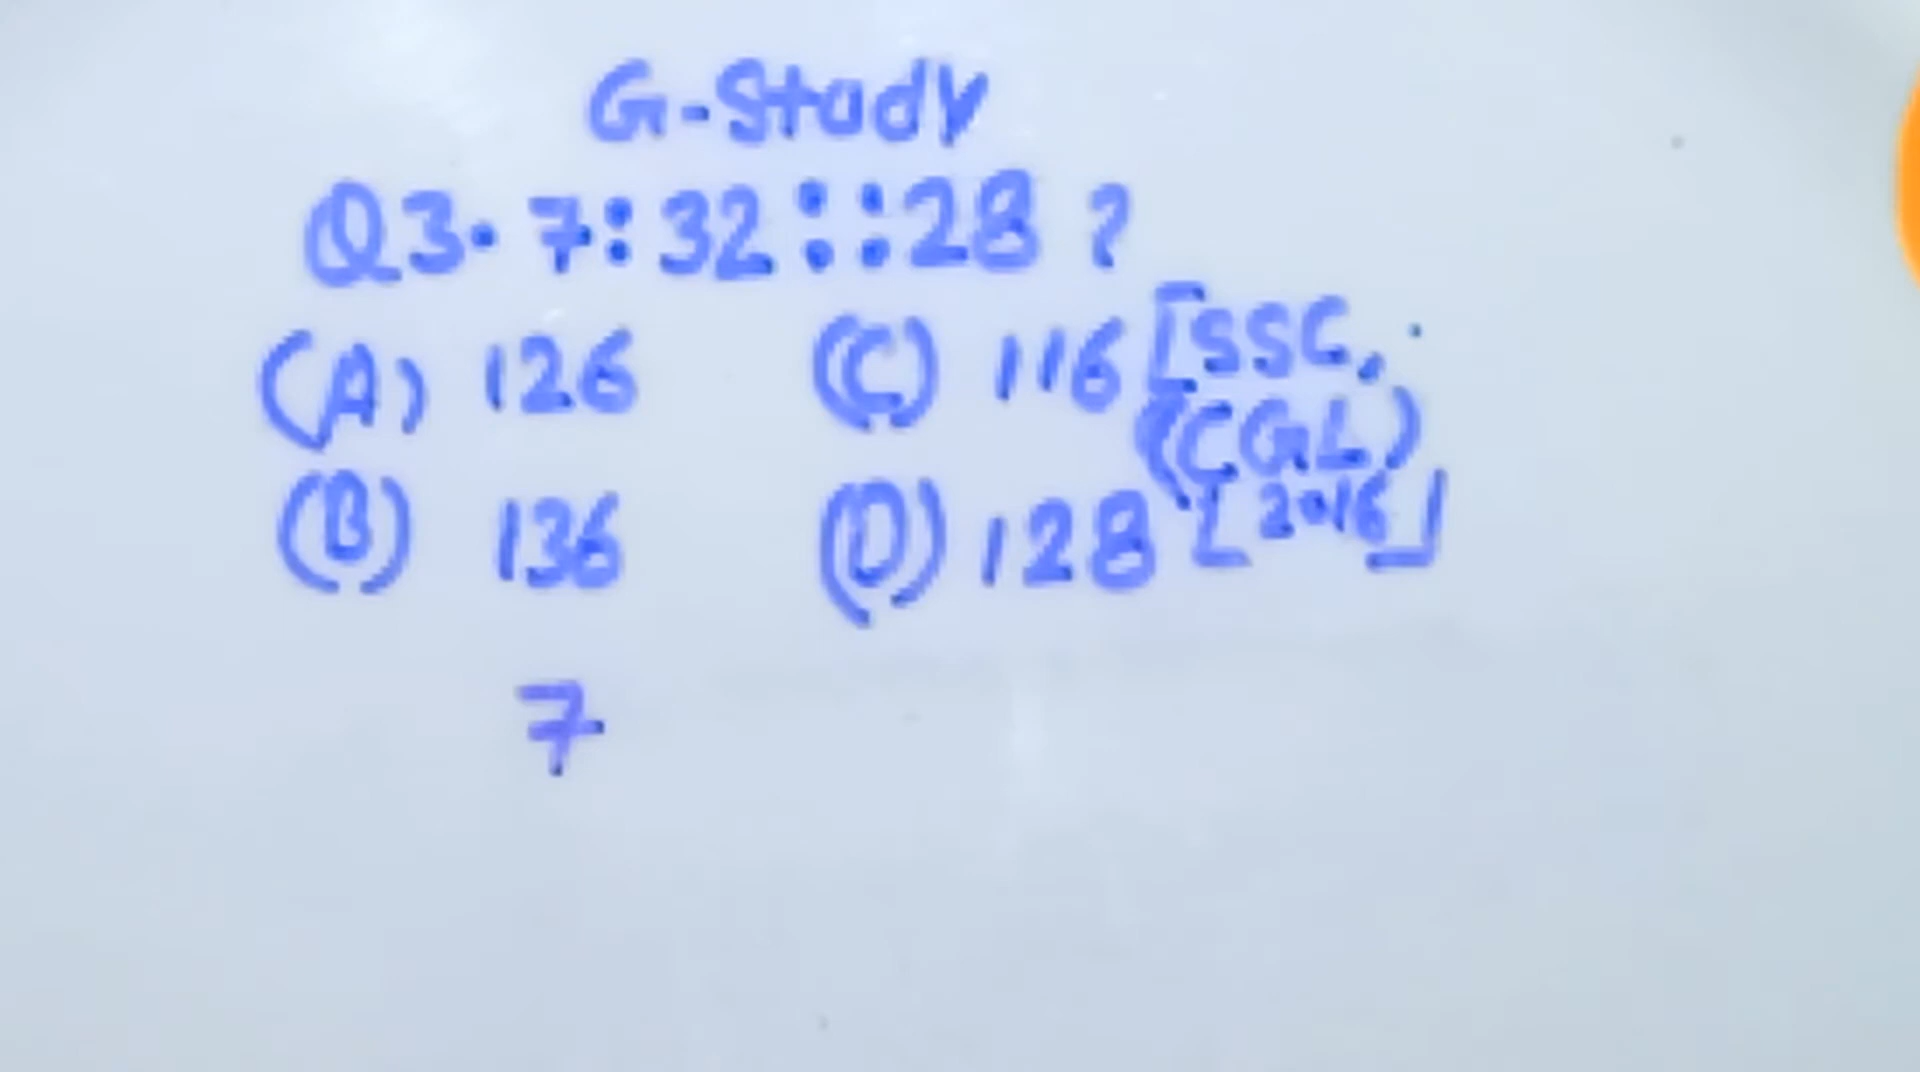 G-Study
Q3. 7:32::28 ?
(A) 126 (C) 116 [SSC,
(CGL)
(B) 136 (D) 128 [2016]
7